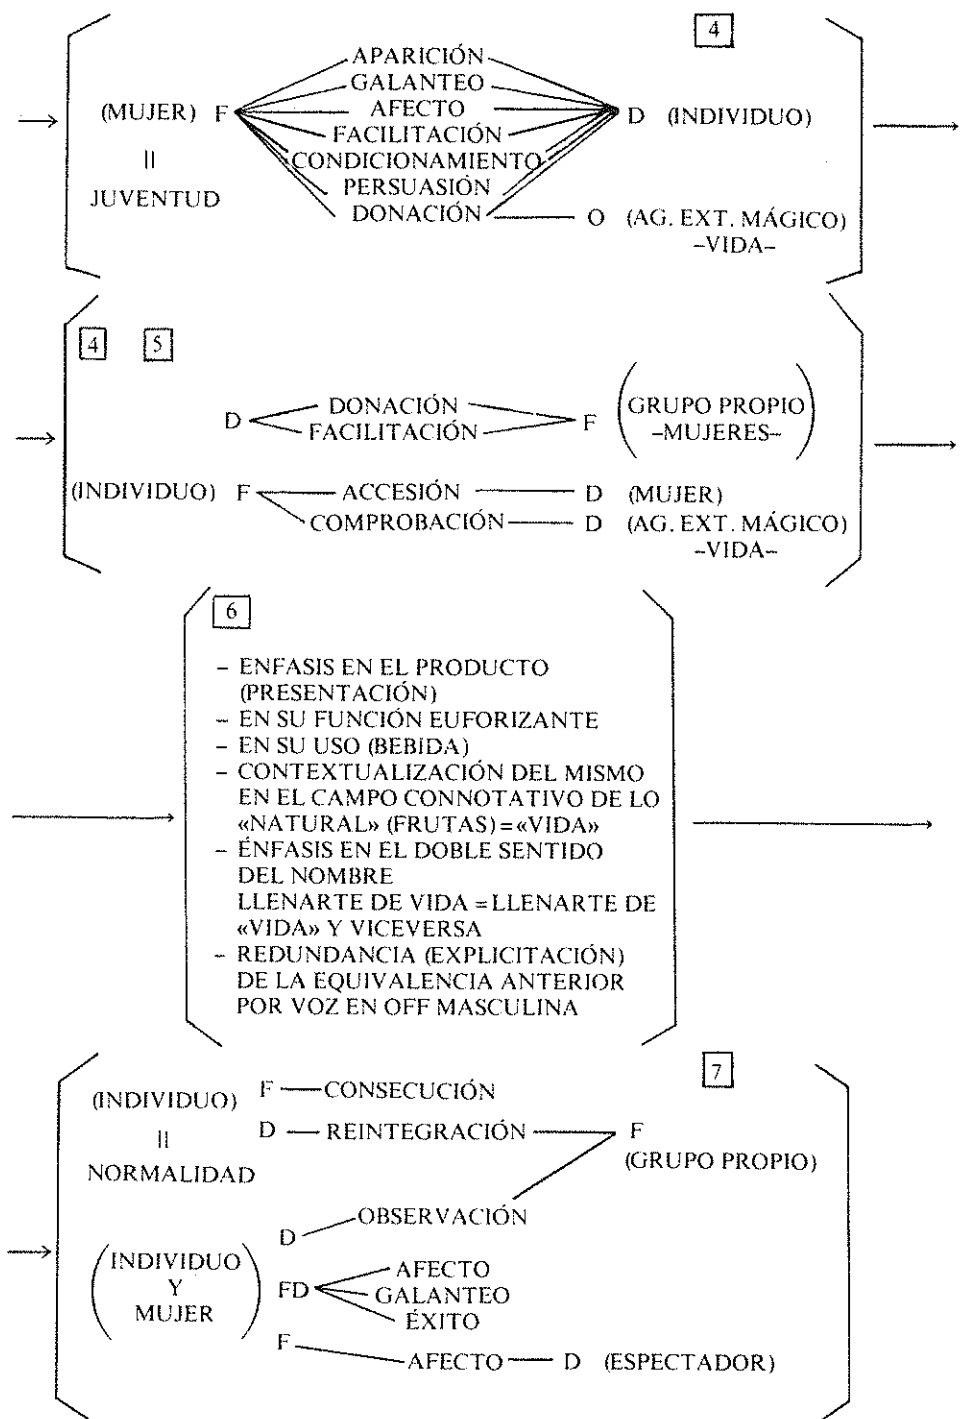 4
APARICIÓN
GALANTEO
(MUJER) F AFECTO D (INDIVIDUO)
FACILITACIÓN
||
CONDICIONAMIENTO
PERSUASIÓN
JUVENTUD
DONACIÓN O (AG. EXT. MÁGICO)
–VIDA–
4 5
DONACIÓN GRUPO PROPIO
D F
FACILITACIÓN –MUJERES–
(INDIVIDUO) F ACCESIÓN D (MUJER)
COMPROBACIÓN D (AG. EXT. MÁGICO)
–VIDA–
6
– ENFASIS EN EL PRODUCTO
(PRESENTACIÓN)
– EN SU FUNCIÓN EUFORIZANTE
– EN SU USO (BEBIDA)
– CONTEXTUALIZACIÓN DEL MISMO
EN EL CAMPO CONNOTATIVO DE LO
«NATURAL» (FRUTAS)=«VIDA»
– ÉNFASIS EN EL DOBLE SENTIDO
DEL NOMBRE
LLENARTE DE VIDA = LLENARTE DE
«VIDA» Y VICEVERSA
– REDUNDANCIA (EXPLICITACIÓN)
DE LA EQUIVALENCIA ANTERIOR
POR VOZ EN OFF MASCULINA
7
(INDIVIDUO) F CONSECUCIÓN
|| D REINTEGRACIÓN F
NORMALIDAD (GRUPO PROPIO)
OBSERVACIÓN
D
INDIVIDUO AFECTO
Y FD GALANTEO
MUJER ÉXITO
F
AFECTO D (ESPECTADOR)